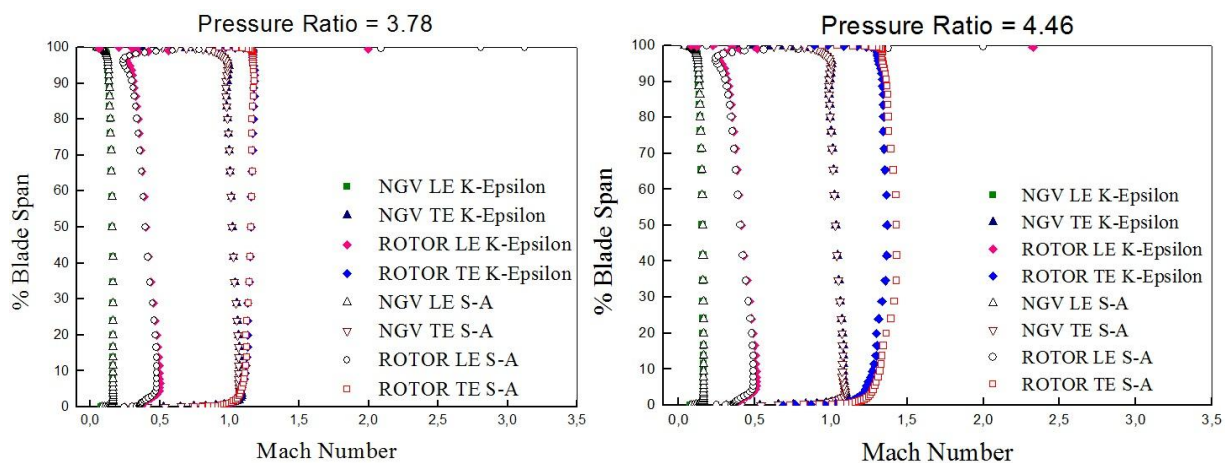 Pressure Ratio = 3.78
100
90
80
70
60
50
40
30
20
10
0
% Blade Span
NGV LE K-Epsilon
NGV TE K-Epsilon
ROTOR LE K-Epsilon
ROTOR TE K-Epsilon
NGV LE S-A
NGV TE S-A
ROTOR LE S-A
ROTOR TE S-A
0,0 0,5 1,0 1,5 2,0 2,5 3,0 3,5
Mach Number
Pressure Ratio = 4.46
100
90
80
70
60
50
40
30
20
10
0
% Blade Span
NGV LE K-Epsilon
NGV TE K-Epsilon
ROTOR LE K-Epsilon
ROTOR TE K-Epsilon
NGV LE S-A
NGV TE S-A
ROTOR LE S-A
ROTOR TE S-A
0,0 0,5 1,0 1,5 2,0 2,5 3,0 3,5
Mach Number